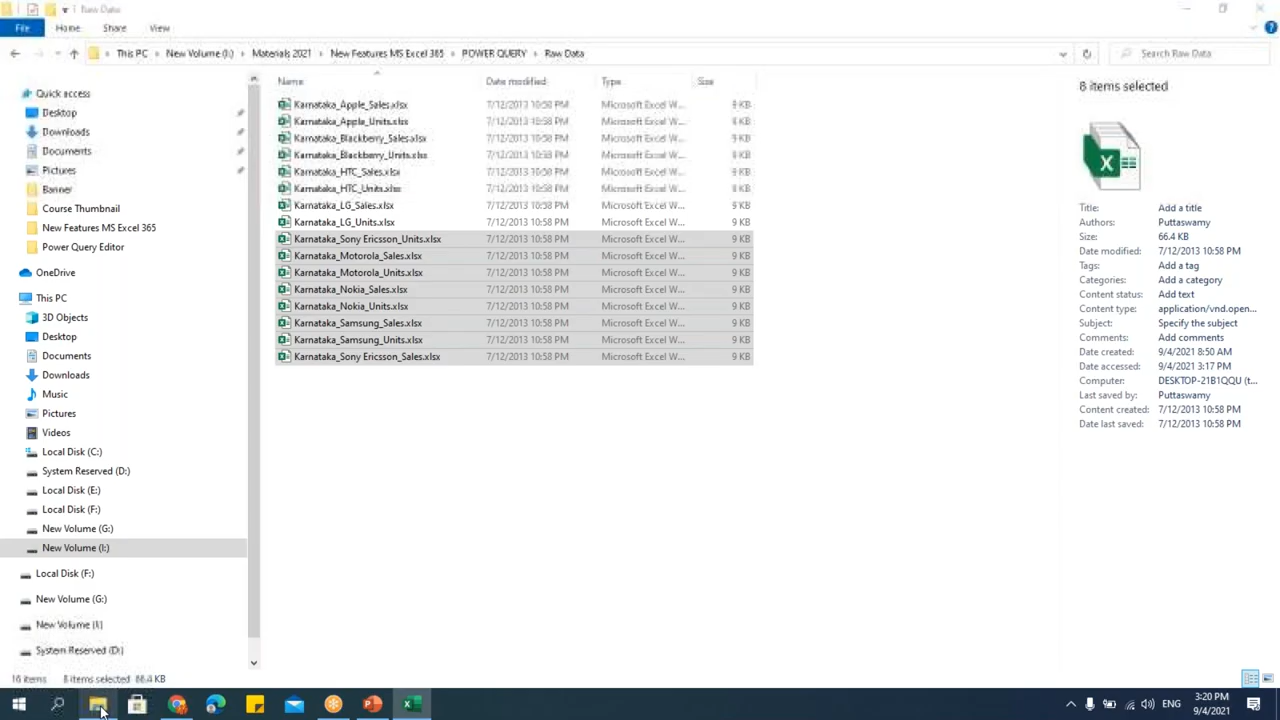 Raw Data
File Home Share View
This PC New Volume (I:) Materials 2021 New Features MS Excel 365 POWER QUERY Raw Data Search Raw Data
Name Date modified Type Size
Karnataka_Apple_Sales.xlsx 7/12/2013 10:58 PM Microsoft Excel W... 9 KB
Karnataka_Apple_Units.xlsx 7/12/2013 10:58 PM Microsoft Excel W... 8 KB
Karnataka_Blackberry_Sales.xlsx 7/12/2013 10:58 PM Microsoft Excel W... 9 KB
Karnataka_Blackberry_Units.xlsx 7/12/2013 10:58 PM Microsoft Excel W... 9 KB
Karnataka_HTC_Sales.xlsx 7/12/2013 10:58 PM Microsoft Excel W... 9 KB
Karnataka_HTC_Units.xlsx 7/12/2013 10:58 PM Microsoft Excel W... 9 KB
Karnataka_LG_Sales.xlsx 7/12/2013 10:58 PM Microsoft Excel W... 9 KB
Karnataka_LG_Units.xlsx 7/12/2013 10:58 PM Microsoft Excel W... 9 KB
Karnataka_Sony Ericsson_Units.xlsx 7/12/2013 10:58 PM Microsoft Excel W... 9 KB
Karnataka_Motorola_Sales.xlsx 7/12/2013 10:58 PM Microsoft Excel W... 9 KB
Karnataka_Motorola_Units.xlsx 7/12/2013 10:58 PM Microsoft Excel W... 9 KB
Karnataka_Nokia_Sales.xlsx 7/12/2013 10:58 PM Microsoft Excel W... 9 KB
Karnataka_Nokia_Units.xlsx 7/12/2013 10:58 PM Microsoft Excel W... 9 KB
Karnataka_Samsung_Sales.xlsx 7/12/2013 10:58 PM Microsoft Excel W... 9 KB
Karnataka_Samsung_Units.xlsx 7/12/2013 10:58 PM Microsoft Excel W... 9 KB
Karnataka_Sony Ericsson_Sales.xlsx 7/12/2013 10:58 PM Microsoft Excel W... 9 KB
Quick access
Desktop
Downloads
Documents
Pictures
Banner
Course Thumbnail
New Features MS Excel 365
Power Query Editor
OneDrive
This PC
3D Objects
Desktop
Documents
Downloads
Music
Pictures
Videos
Local Disk (C:)
System Reserved (D:)
Local Disk (E:)
Local Disk (F:)
New Volume (G:)
New Volume (I:)
Local Disk (F:)
New Volume (G:)
New Volume (I:)
System Reserved (D:)
8 items selected
Title: Add a title
Authors: Puttaswamy
Size: 66.4 KB
Date modified: 7/12/2013 10:58 PM
Tags: Add a tag
Categories: Add a category
Content status: Add text
Content type: application/vnd.open...
Subject: Specify the subject
Comments: Add comments
Date created: 9/4/2021 8:50 AM
Date accessed: 9/4/2021 3:17 PM
Computer: DESKTOP-21B1QQU (t...
Last saved by: Puttaswamy
Content created: 7/12/2013 10:58 PM
Date last saved: 7/12/2013 10:58 PM
16 items 8 items selected 66.4 KB
ENG 3:20 PM
9/4/2021